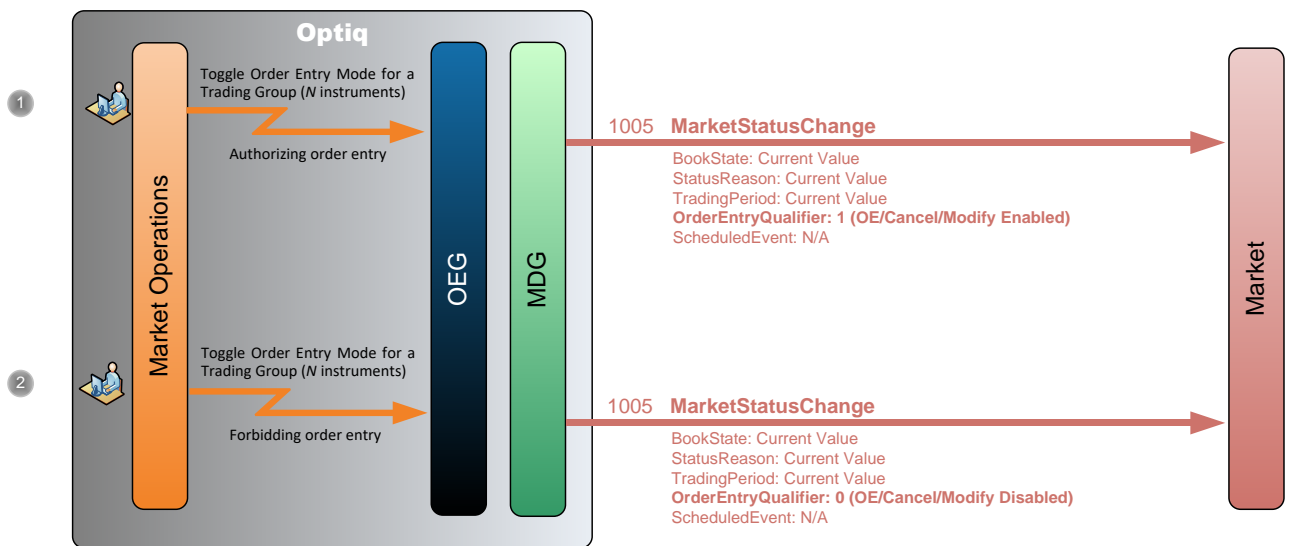 Optiq
1
Toggle Order Entry Mode for a
Trading Group (N instruments)
Authorizing order entry
1005 MarketStatusChange
BookState: Current Value
StatusReason: Current Value
TradingPeriod: Current Value
OrderEntryQualifier: 1 (OE/Cancel/Modify Enabled)
ScheduledEvent: N/A
Market Operations
OEG
MDG
Market
2
Toggle Order Entry Mode for a
Trading Group (N instruments)
Forbidding order entry
1005 MarketStatusChange
BookState: Current Value
StatusReason: Current Value
TradingPeriod: Current Value
OrderEntryQualifier: 0 (OE/Cancel/Modify Disabled)
ScheduledEvent: N/A